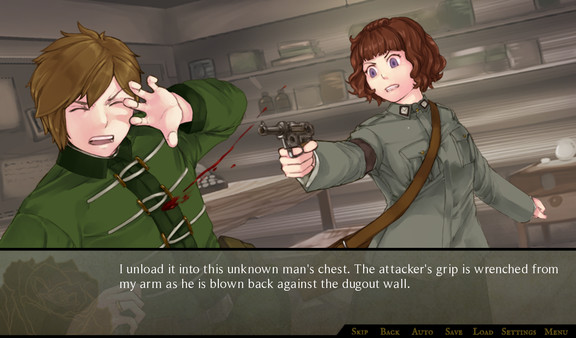 I unload it into this unknown man's chest. The attacker's grip is wrenched from
my arm as he is blown back against the dugout wall.
Skip Back Auto Save Load Settings Menu